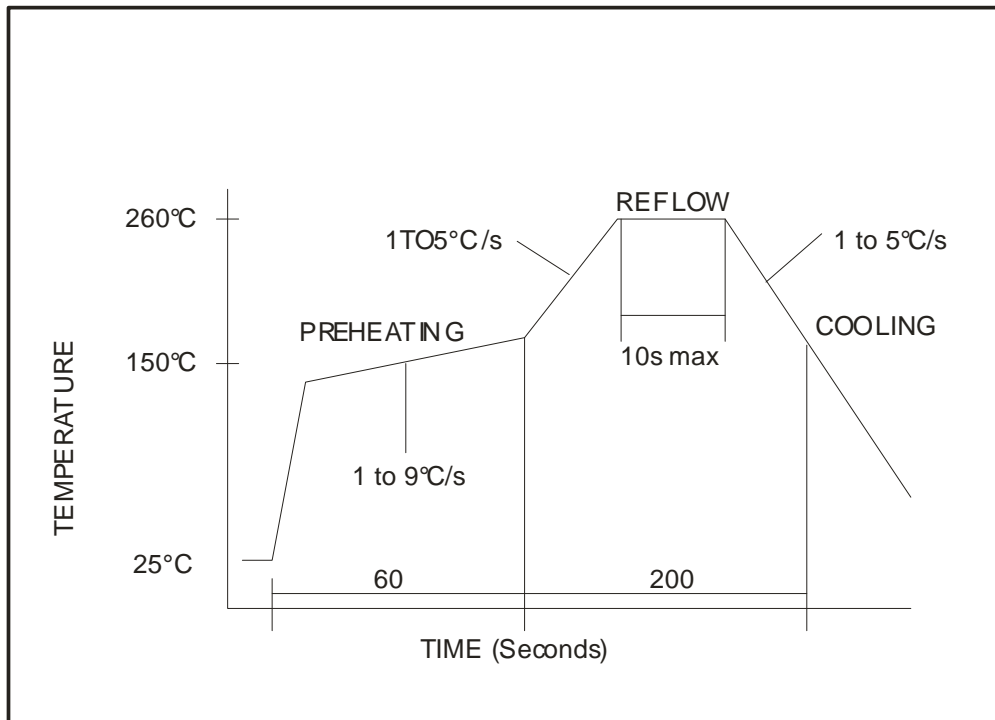 REFLOW
260°C
1TO5°C/s
1 to 5°C/s
PREHEATING
COOLING
10s max
150°C
TEMPERATURE
1 to 9°C/s
25°C
60
200
TIME (Seconds)